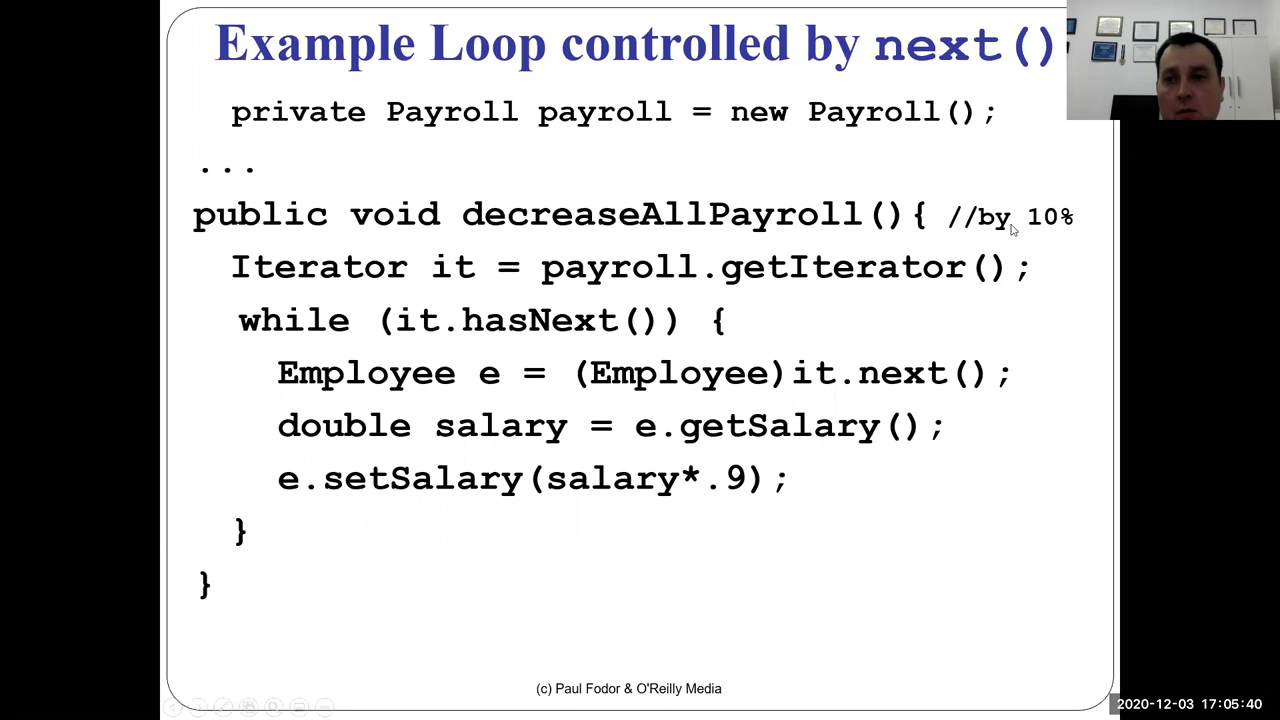 Example Loop controlled by next()
private Payroll payroll = new Payroll();
...
public void decreaseAllPayroll(){ //by 10%
Iterator it = payroll.getIterator();
while (it.hasNext()) {
Employee e = (Employee)it.next();
double salary = e.getSalary();
e.setSalary(salary*.9);
}
}
(c) Paul Fodor & O'Reilly Media
2020-12-03 17:05:40